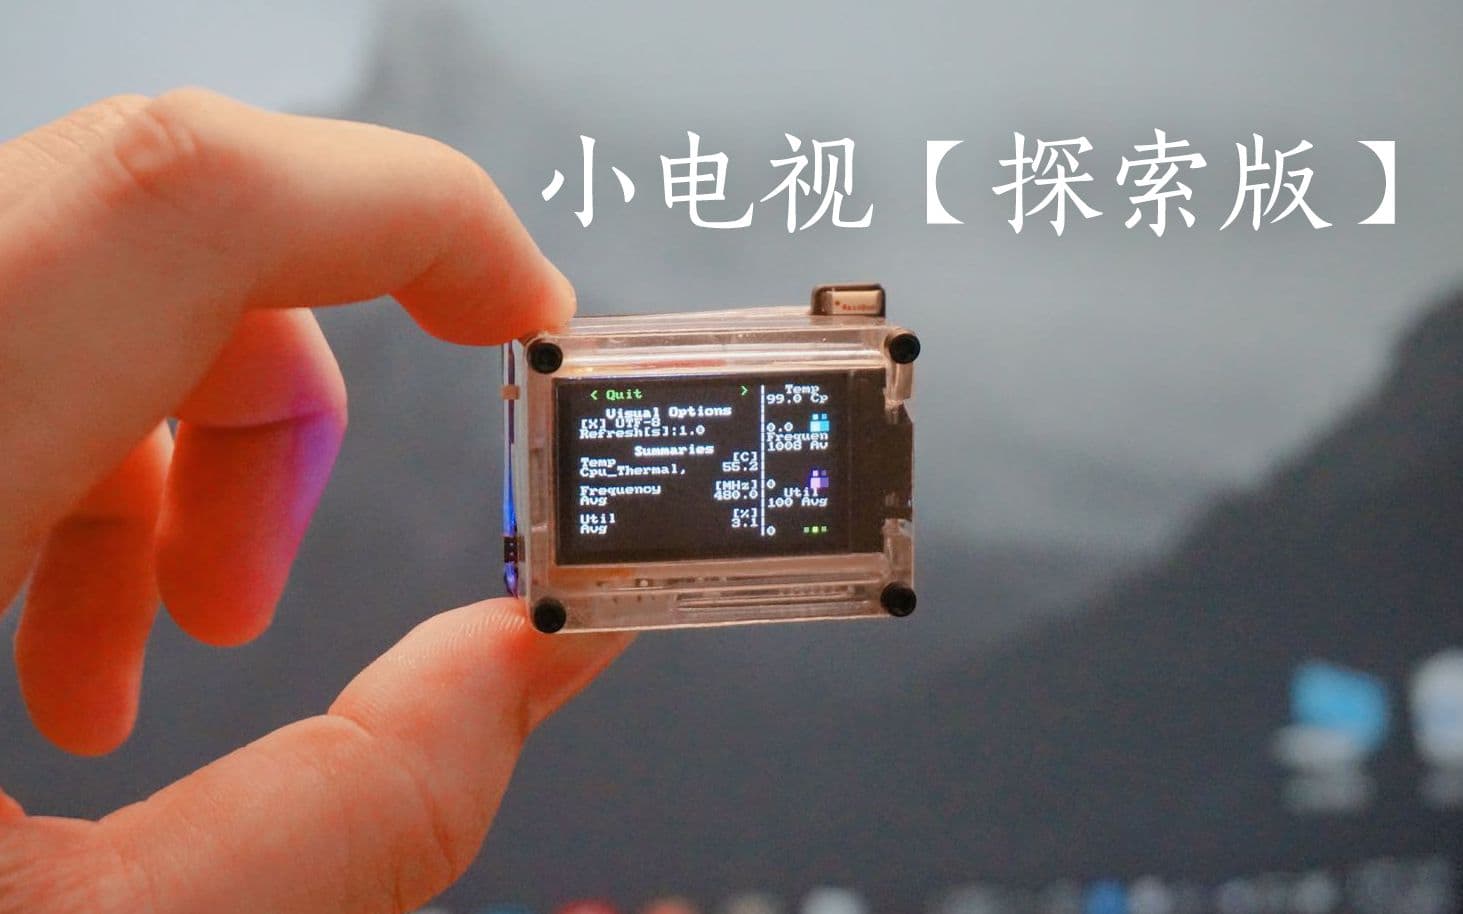 小电视【探索版】
< Quit >
Visual Options
[X] UTF-8
Refresh[s]:1.0
Summaries
Temp [C]
Cpu_Thermal, 55.2
Frequency [MHz]
Avg 480.0
Util [%]
Avg 3.1
Temp
99.0 Cp
0.0
Frequen
1008 Av
0
Util
100 Avg
0